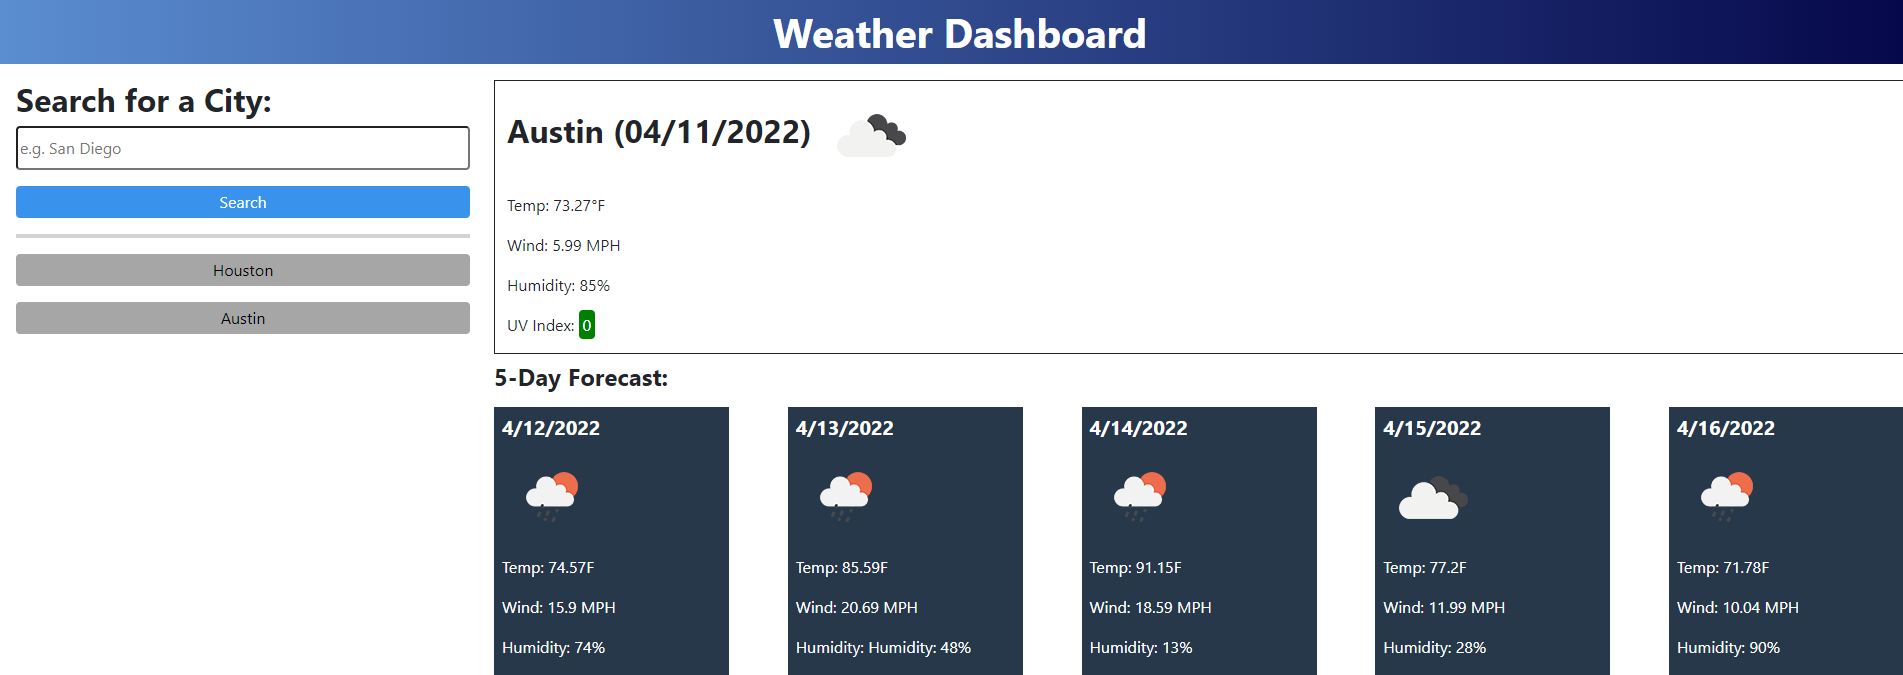 Weather Dashboard
Search for a City:
e.g. San Diego
Search
Houston
Austin
Austin (04/11/2022)
Temp: 73.27°F
Wind: 5.99 MPH
Humidity: 85%
UV Index: 0
5-Day Forecast:
4/12/2022
Temp: 74.57F
Wind: 15.9 MPH
Humidity: 74%
4/13/2022
Temp: 85.59F
Wind: 20.69 MPH
Humidity: Humidity: 48%
4/14/2022
Temp: 91.15F
Wind: 18.59 MPH
Humidity: 13%
4/15/2022
Temp: 77.2F
Wind: 11.99 MPH
Humidity: 28%
4/16/2022
Temp: 71.78F
Wind: 10.04 MPH
Humidity: 90%